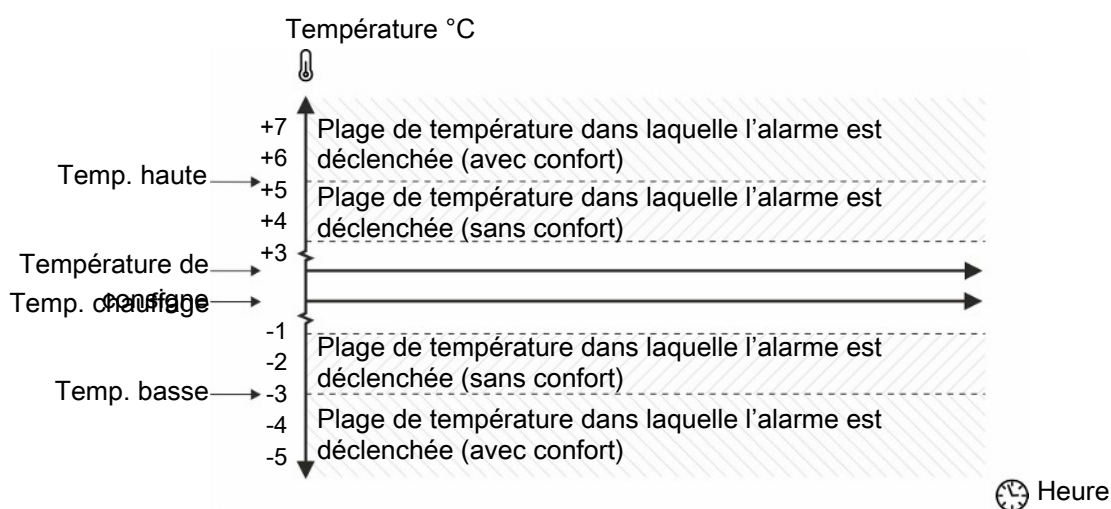 Température °C
+7
Plage de température dans laquelle l’alarme est
+6
déclenchée (avec confort)
Temp. haute
+5
Plage de température dans laquelle l’alarme est
+4
déclenchée (sans confort)
+3
Température de
consigne
Temp. chauffage
-1
Plage de température dans laquelle l’alarme est
-2
déclenchée (sans confort)
Temp. basse
-3
-4
Plage de température dans laquelle l’alarme est
-5
déclenchée (avec confort)
Heure